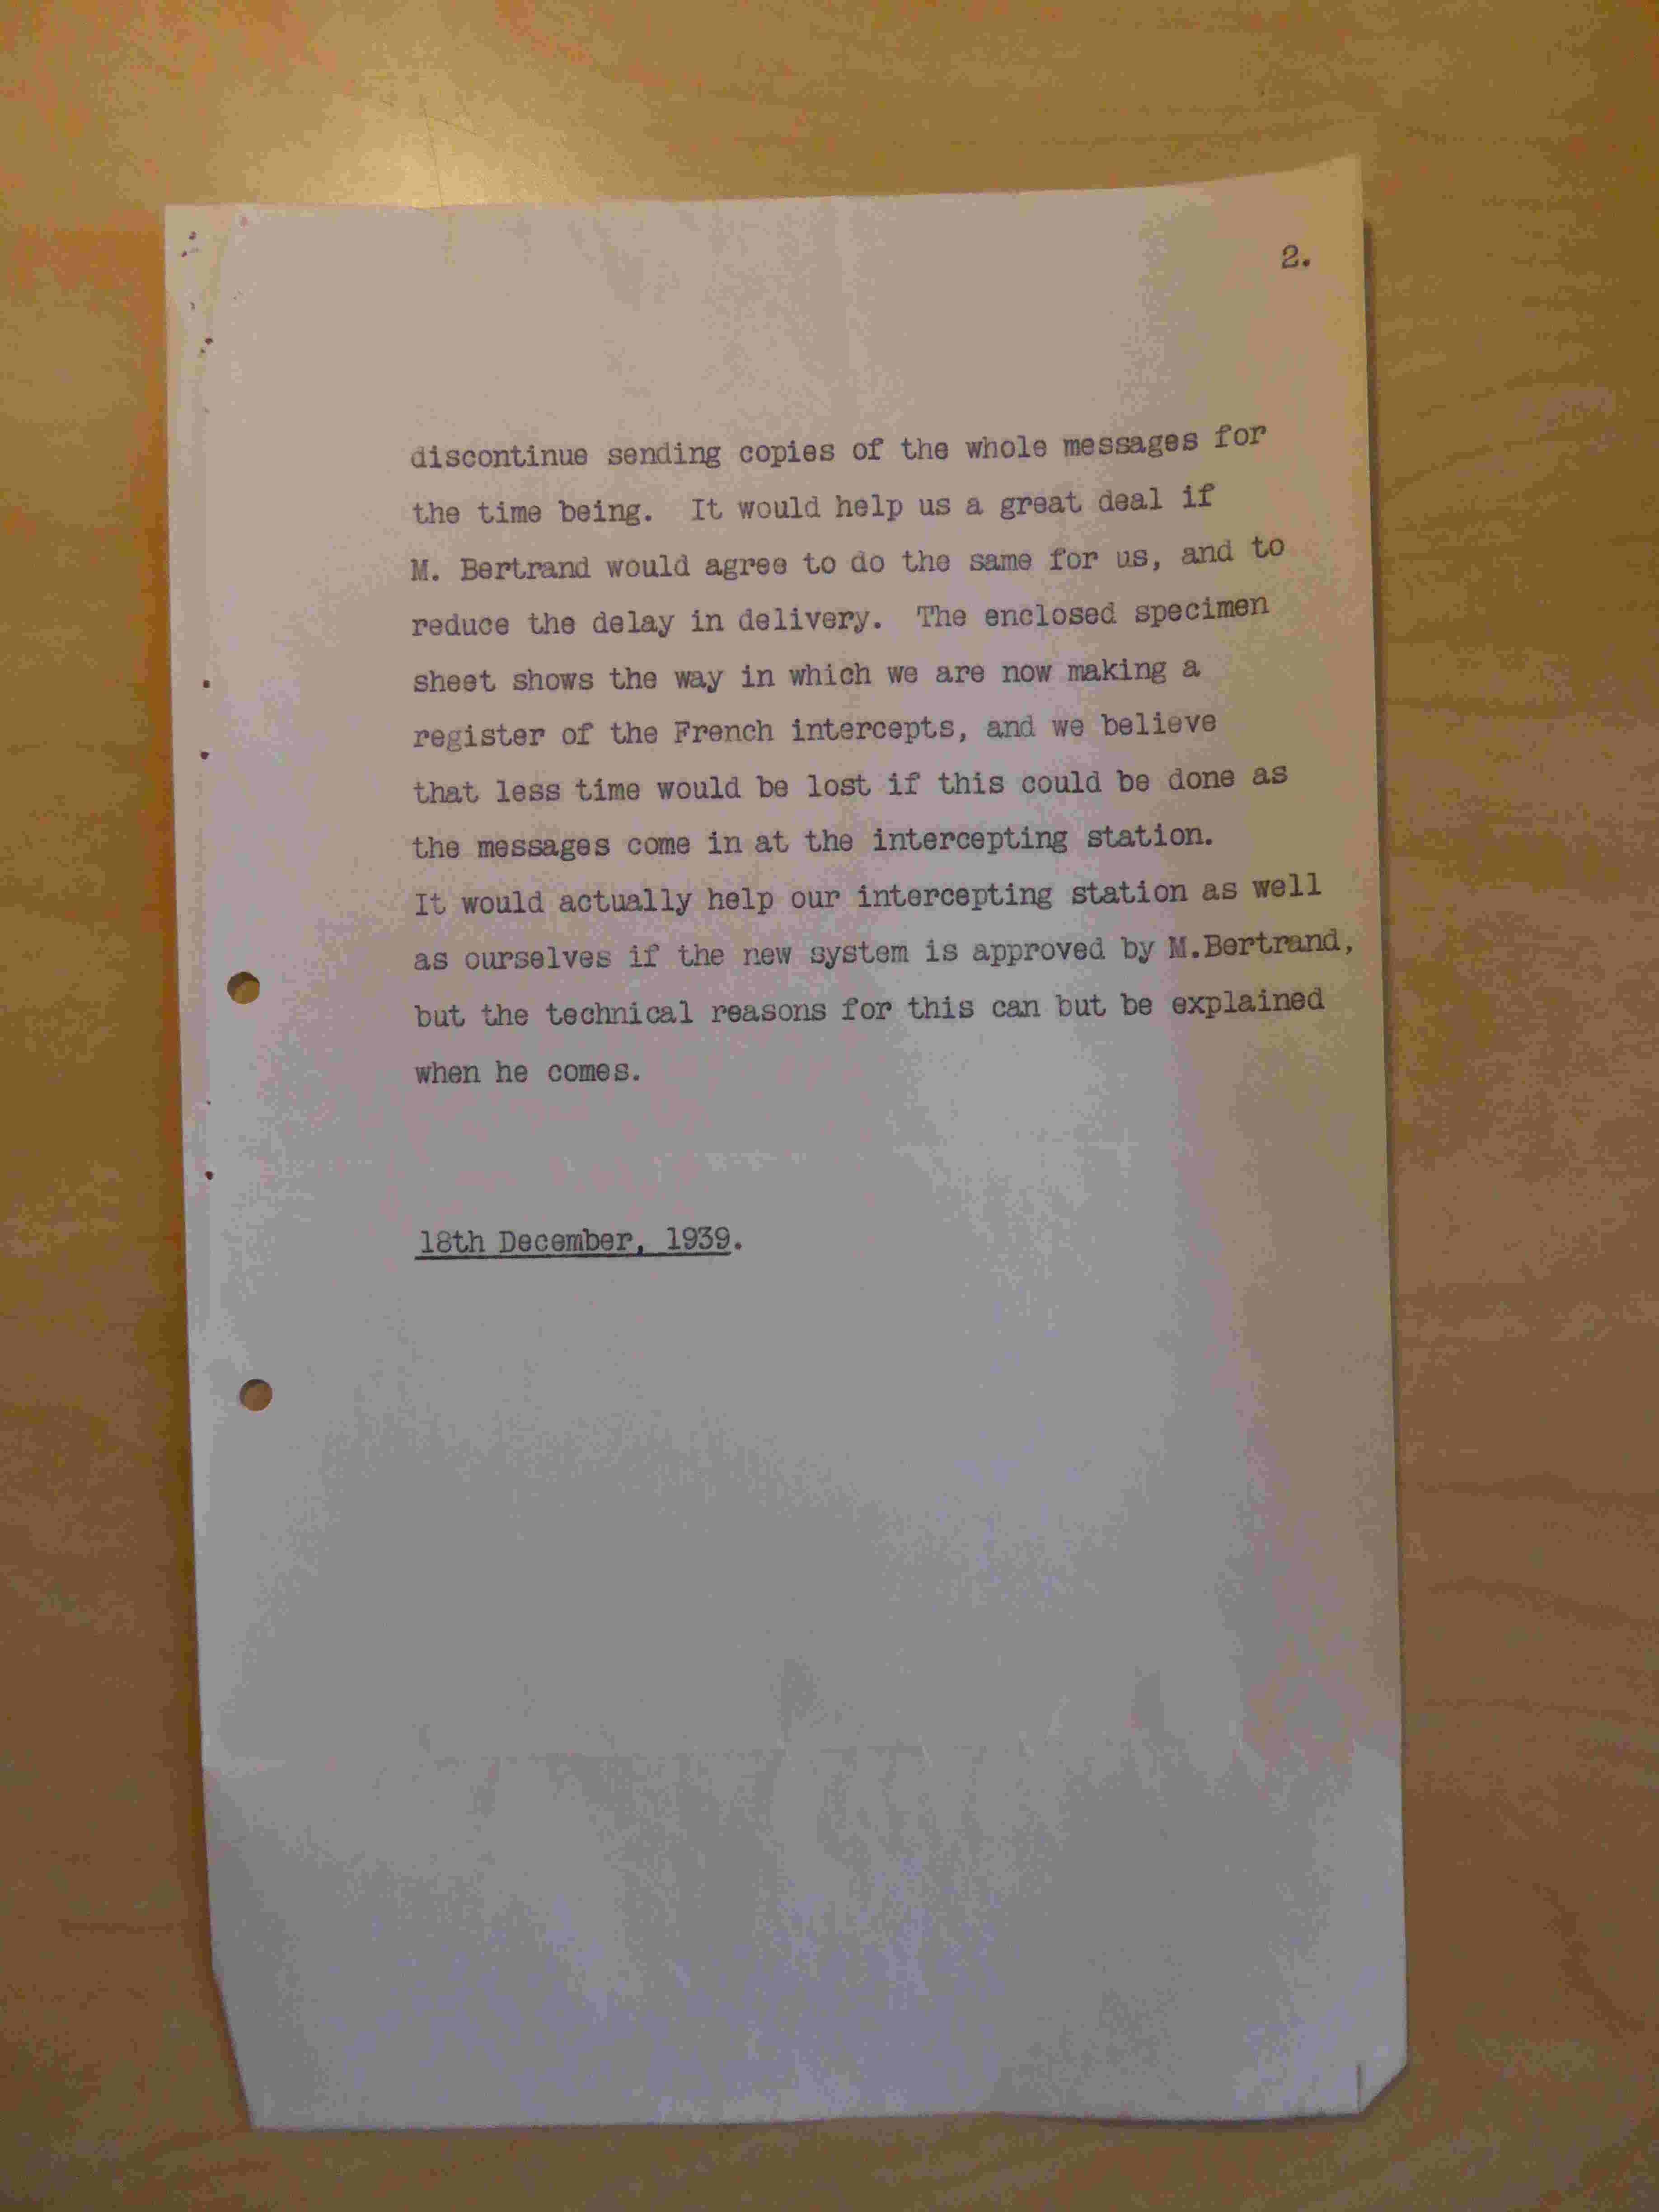 2.
discontinue sending copies of the whole messages for
the time being. It would help us a great deal if
M. Bertrand would agree to do the same for us, and to
reduce the delay in delivery. The enclosed specimen
sheet shows the way in which we are now making a
register of the French intercepts, and we believe
that less time would be lost if this could be done as
the messages come in at the intercepting station.
It would actually help our intercepting station as well
as ourselves if the new system is approved by M.Bertrand,
but the technical reasons for this can but be explained
when he comes.
18th December, 1939.